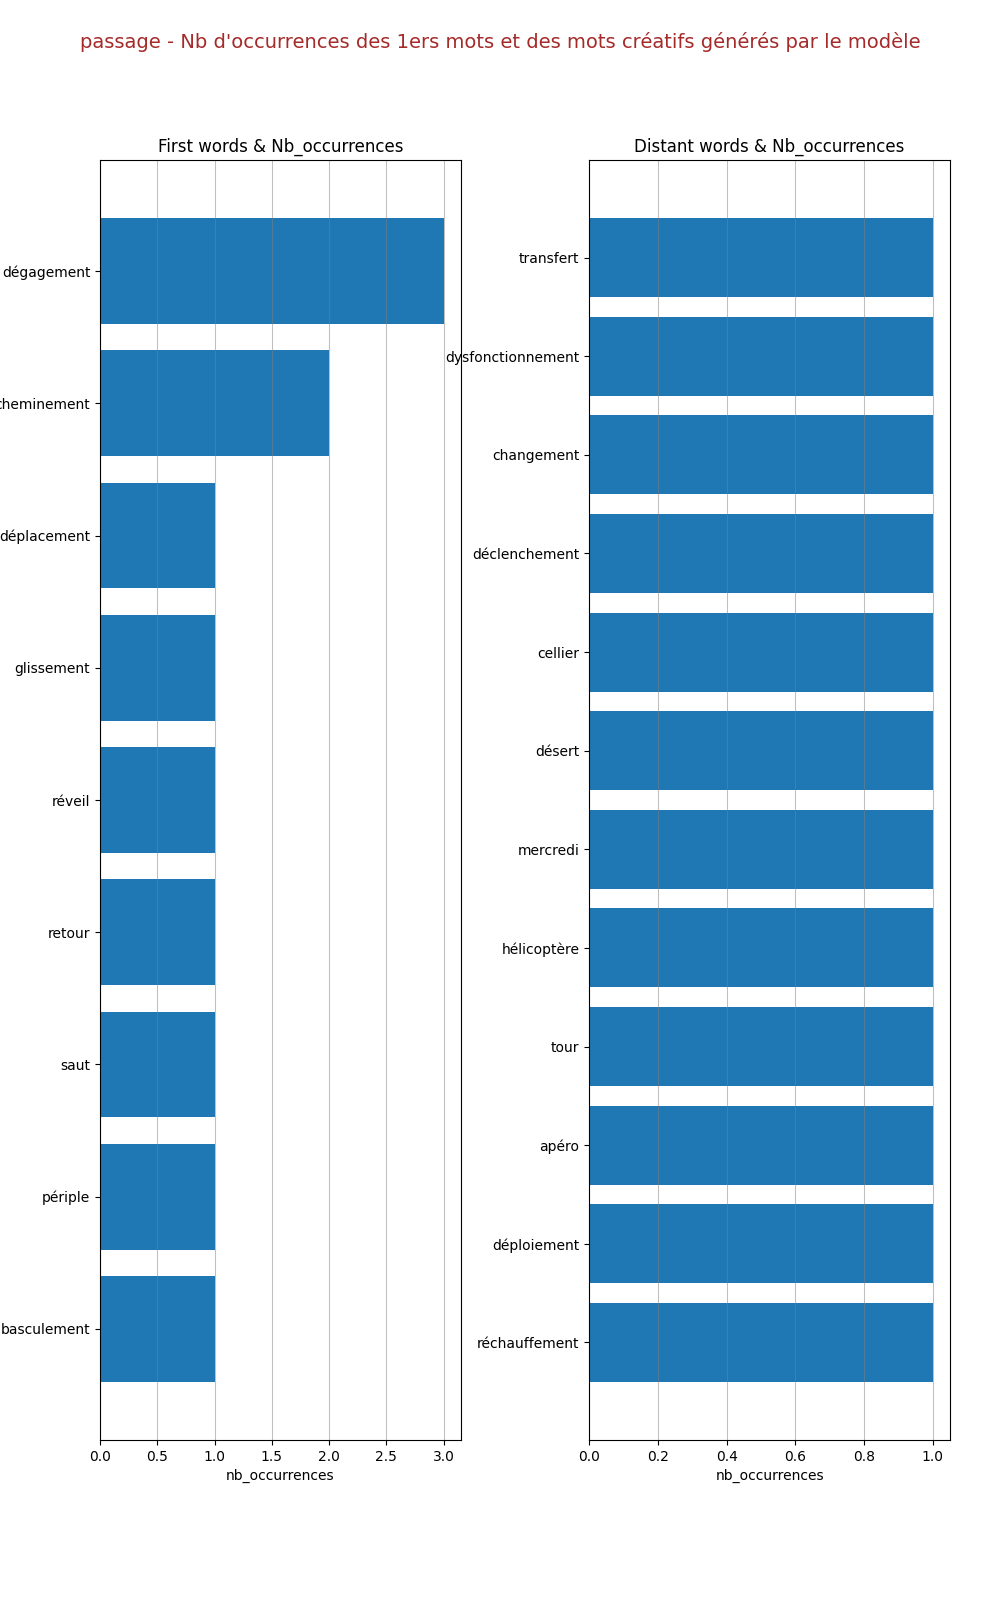 passage - Nb d'occurrences des 1ers mots et des mots créatifs générés par le modèle
First words & Nb_occurrences
dégagement
cheminement
déplacement
glissement
réveil
retour
saut
périple
basculement
0.0 0.5 1.0 1.5 2.0 2.5 3.0
nb_occurrences
Distant words & Nb_occurrences
transfert
dysfonctionnement
changement
déclenchement
cellier
désert
mercredi
hélicoptère
tour
apéro
déploiement
réchauffement
0.0 0.2 0.4 0.6 0.8 1.0
nb_occurrences